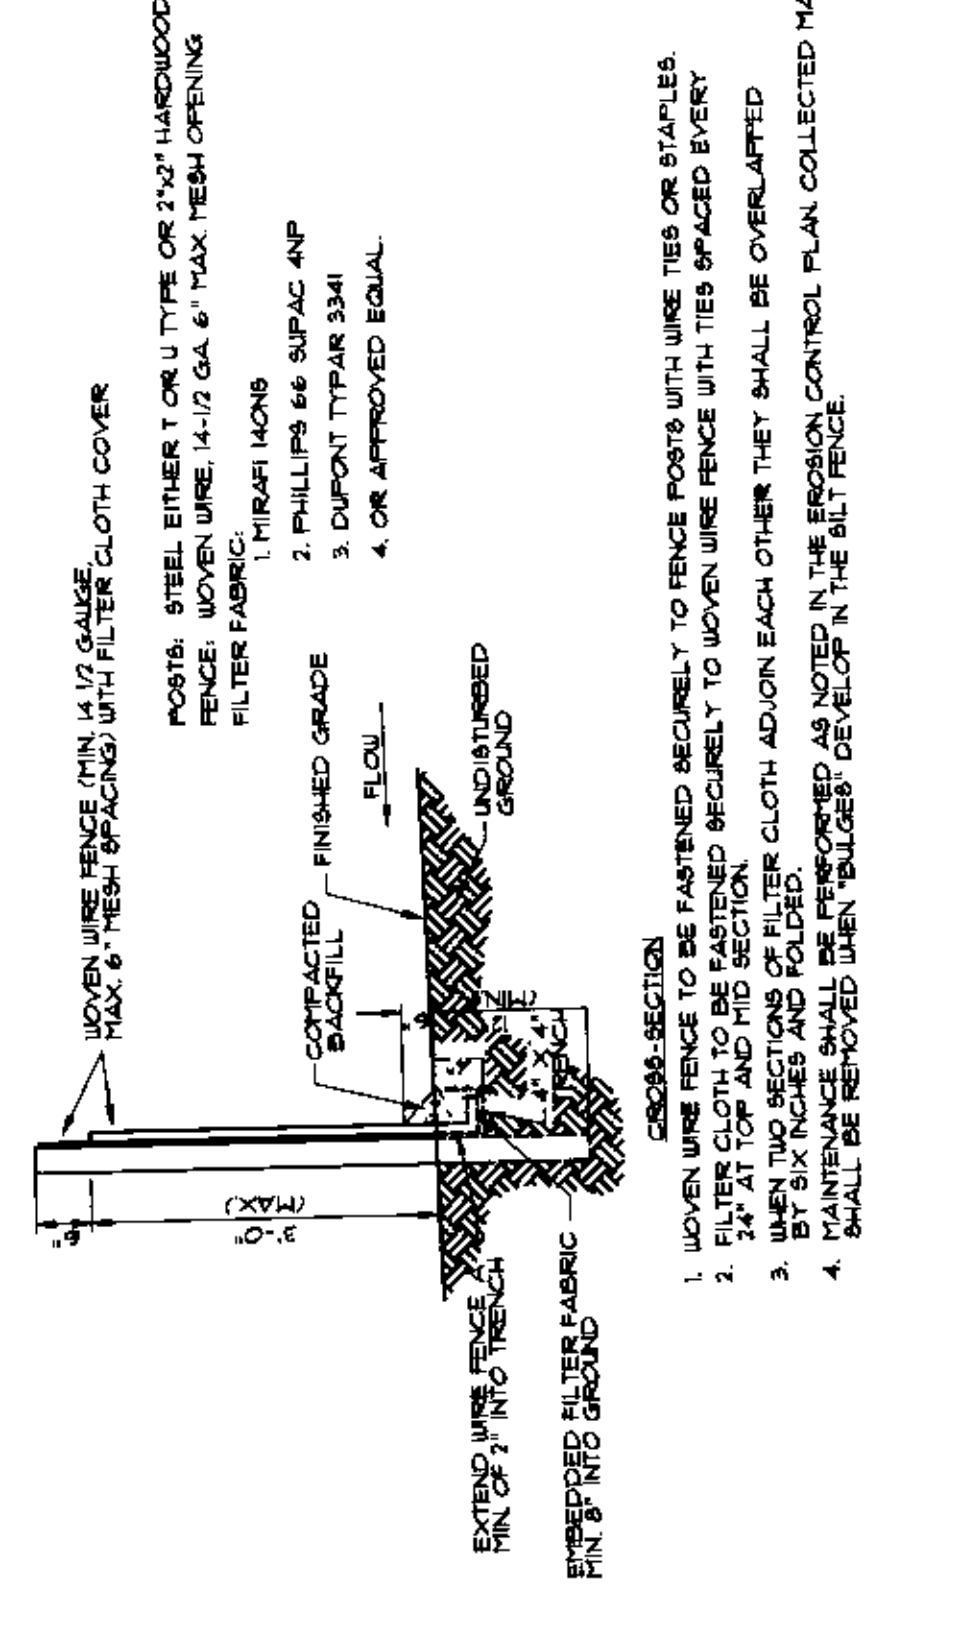 WOVEN WIRE FENCE (MIN. 14 1/2 GAUGE,
MAX. 6" MESH SPACING) WITH FILTER CLOTH COVER
POSTS: STEEL EITHER T OR U TYPE OR 2"x2" HARDWOOD
FENCE: WOVEN WIRE, 14-1/2 GA. 6" MAX. MESH OPENING
FILTER FABRIC:
1. MIRAFI 140NS
2. PHILLIPS 66 SUPAC 4NP
3. DUPONT TYPAR 3341
4. OR APPROVED EQUAL.
6"
3'-0"
(MAX.)
COMPACTED
BACKFILL
FINISHED GRADE
FLOW
UNDISTURBED
GROUND
4" X 4"
TRENCH
EXTEND WIRE FENCE A
MIN. OF 2" INTO TRENCH
EMBEDDED FILTER FABRIC
MIN. 8" INTO GROUND
CROSS-SECTION
1. WOVEN WIRE FENCE TO BE FASTENED SECURELY TO FENCE POSTS WITH WIRE TIES OR STAPLES.
2. FILTER CLOTH TO BE FASTENED SECURELY TO WOVEN WIRE FENCE WITH TIES SPACED EVERY
24" AT TOP AND MID SECTION.
3. WHEN TWO SECTIONS OF FILTER CLOTH ADJOIN EACH OTHER THEY SHALL BE OVERLAPPED
BY SIX INCHES AND FOLDED.
4. MAINTENANCE SHALL BE PERFORMED AS NOTED IN THE EROSION CONTROL PLAN. COLLECTED MA
SHALL BE REMOVED WHEN "BULGES" DEVELOP IN THE SILT FENCE.